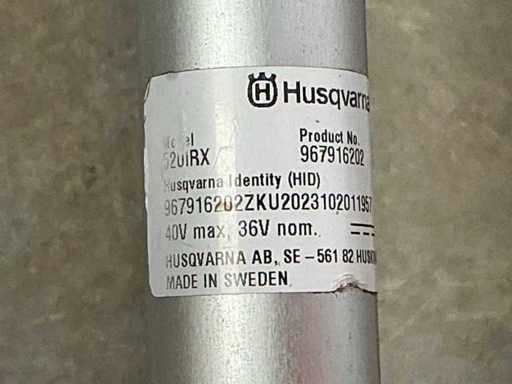 Husqvarna
Model Product No.
520iRX 967916202
Husqvarna Identity (HID)
967916202ZKU2023102011957
40V max, 36V nom.
HUSQVARNA AB, SE-561 82
MADE IN SWEDEN